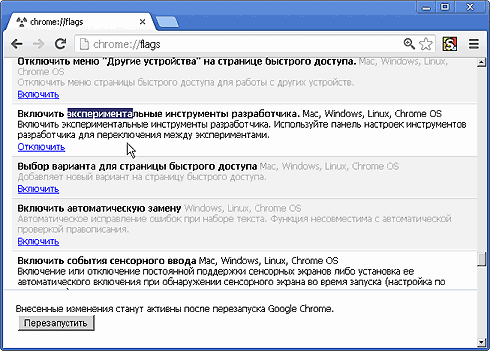 chrome://flags
chrome://flags
Отключить меню "Другие устройства" на странице быстрого доступа. Mac, Windows, Linux,
Chrome OS
Отключить меню страницы быстрого доступа для работы с других устройств.
Включить
Включить экспериментальные инструменты разработчика. Mac, Windows, Linux, Chrome OS
Включить экспериментальные инструменты разработчика. Используйте панель настроек инструментов
разработчика для переключения между экспериментами.
Отключить
Выбор варианта для страницы быстрого доступа Mac, Windows, Linux, Chrome OS
Добавляет новый вариант на страницу быстрого доступа.
Включить
Включить автоматическую замену Windows, Linux, Chrome OS
Автоматическое исправление ошибок при наборе текста. Функция несовместима с автоматической
проверкой правописания.
Включить
Включить события сенсорного ввода Mac, Windows, Linux, Chrome OS
Включение или отключение постоянной поддержки сенсорных экранов либо установка ее
автоматического включения при обнаружении сенсорного экрана во время запуска (настройка по
Внесенные изменения станут активны после перезапуска Google Chrome.
Перезапустить